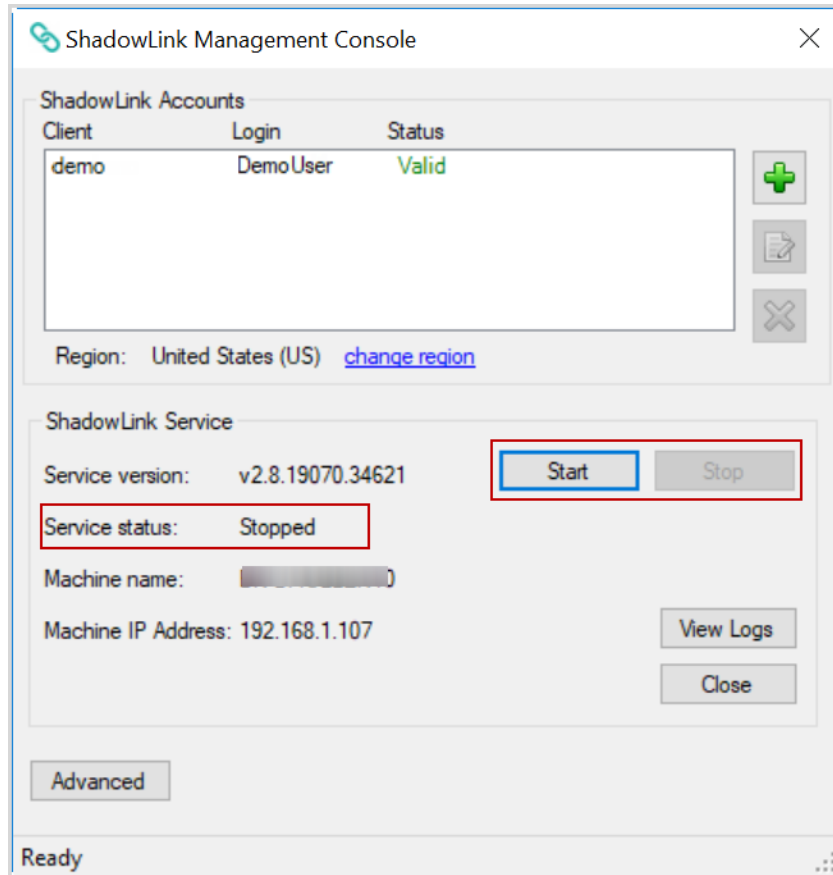 ShadowLink Management Console
ShadowLink Accounts
Client Login Status
demo DemoUser Valid
Region: United States (US) change region
ShadowLink Service
Service version: v2.8.19070.34621 Start Stop
Service status: Stopped
Machine name:
Machine IP Address: 192.168.1.107 View Logs
Close
Advanced
Ready